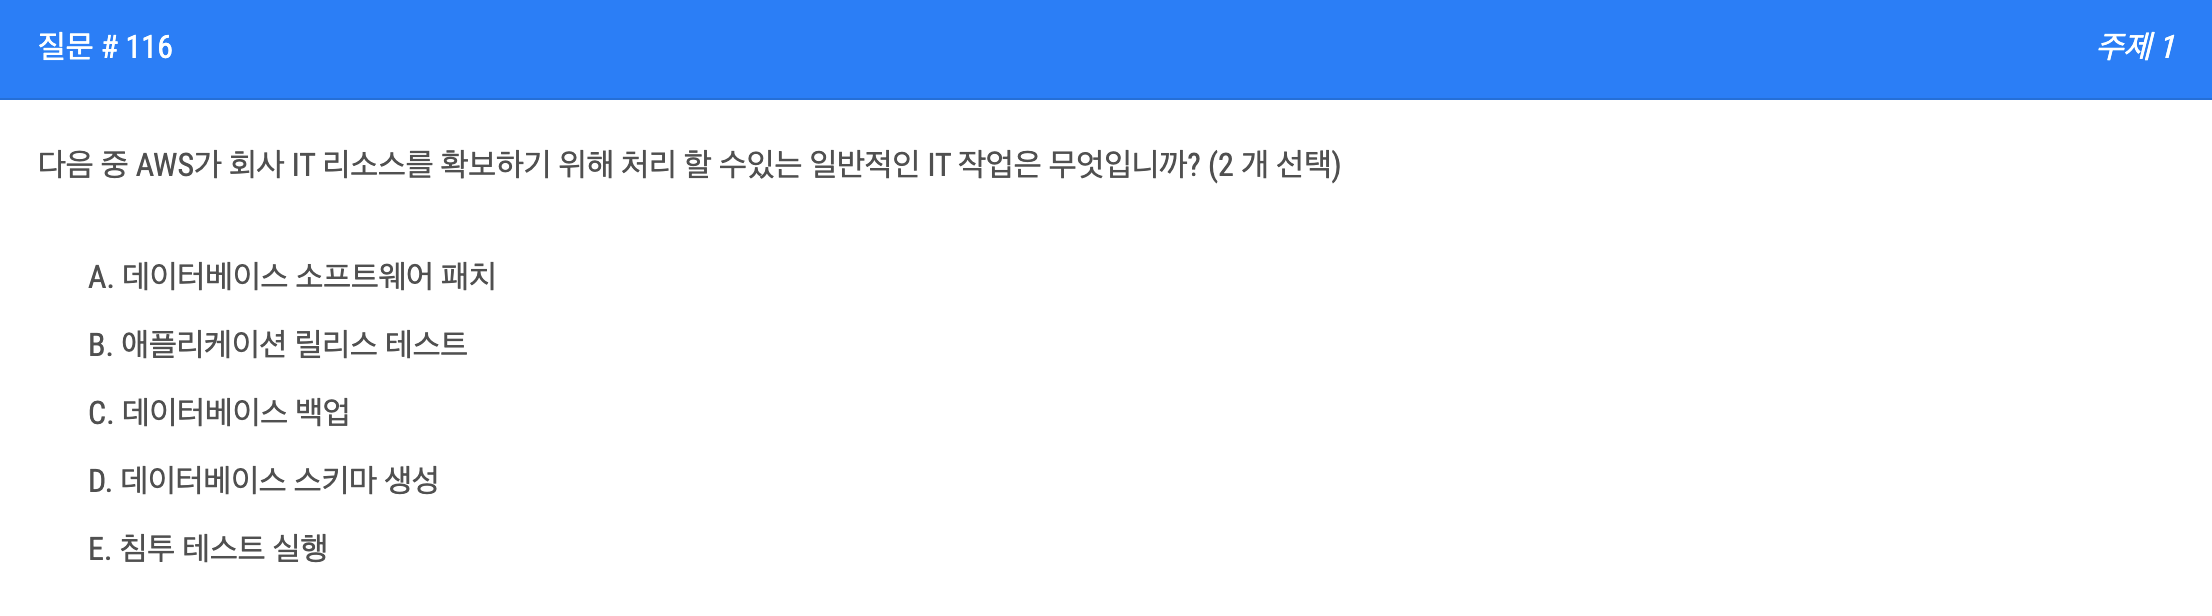 질문 # 116
주제 1
다음 중 AWS가 회사 IT 리소스를 확보하기 위해 처리 할 수있는 일반적인 IT 작업은 무엇입니까? (2 개 선택)
A. 데이터베이스 소프트웨어 패치
B. 애플리케이션 릴리스 테스트
C. 데이터베이스 백업
D. 데이터베이스 스키마 생성
E. 침투 테스트 실행